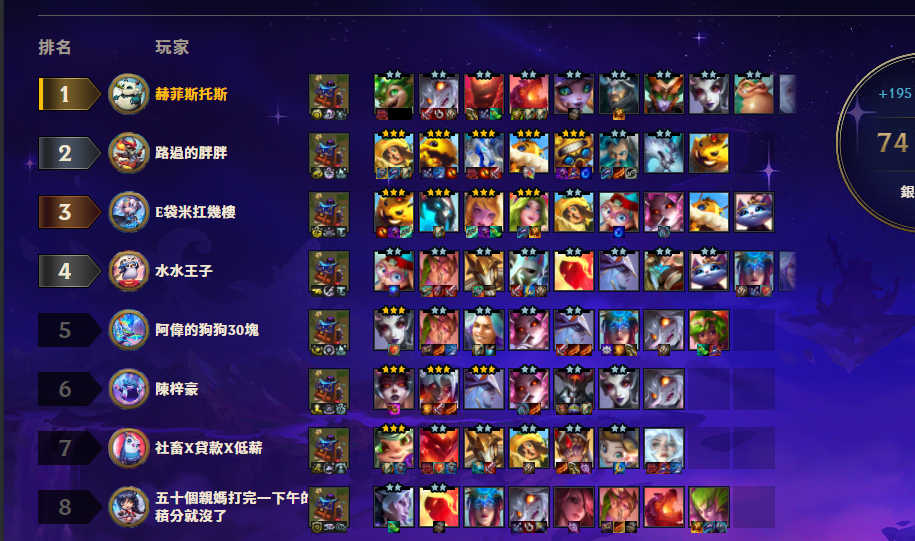 排名 玩家
1 赫菲斯托斯
+195
2 路過的胖胖
74
銀
3 E袋米扛幾樓
4 水水王子
5 阿偉的狗狗30塊
6 陳梓豪
7 社畜X貸款X低薪
8 五十個親媽打完一下午的
積分就沒了